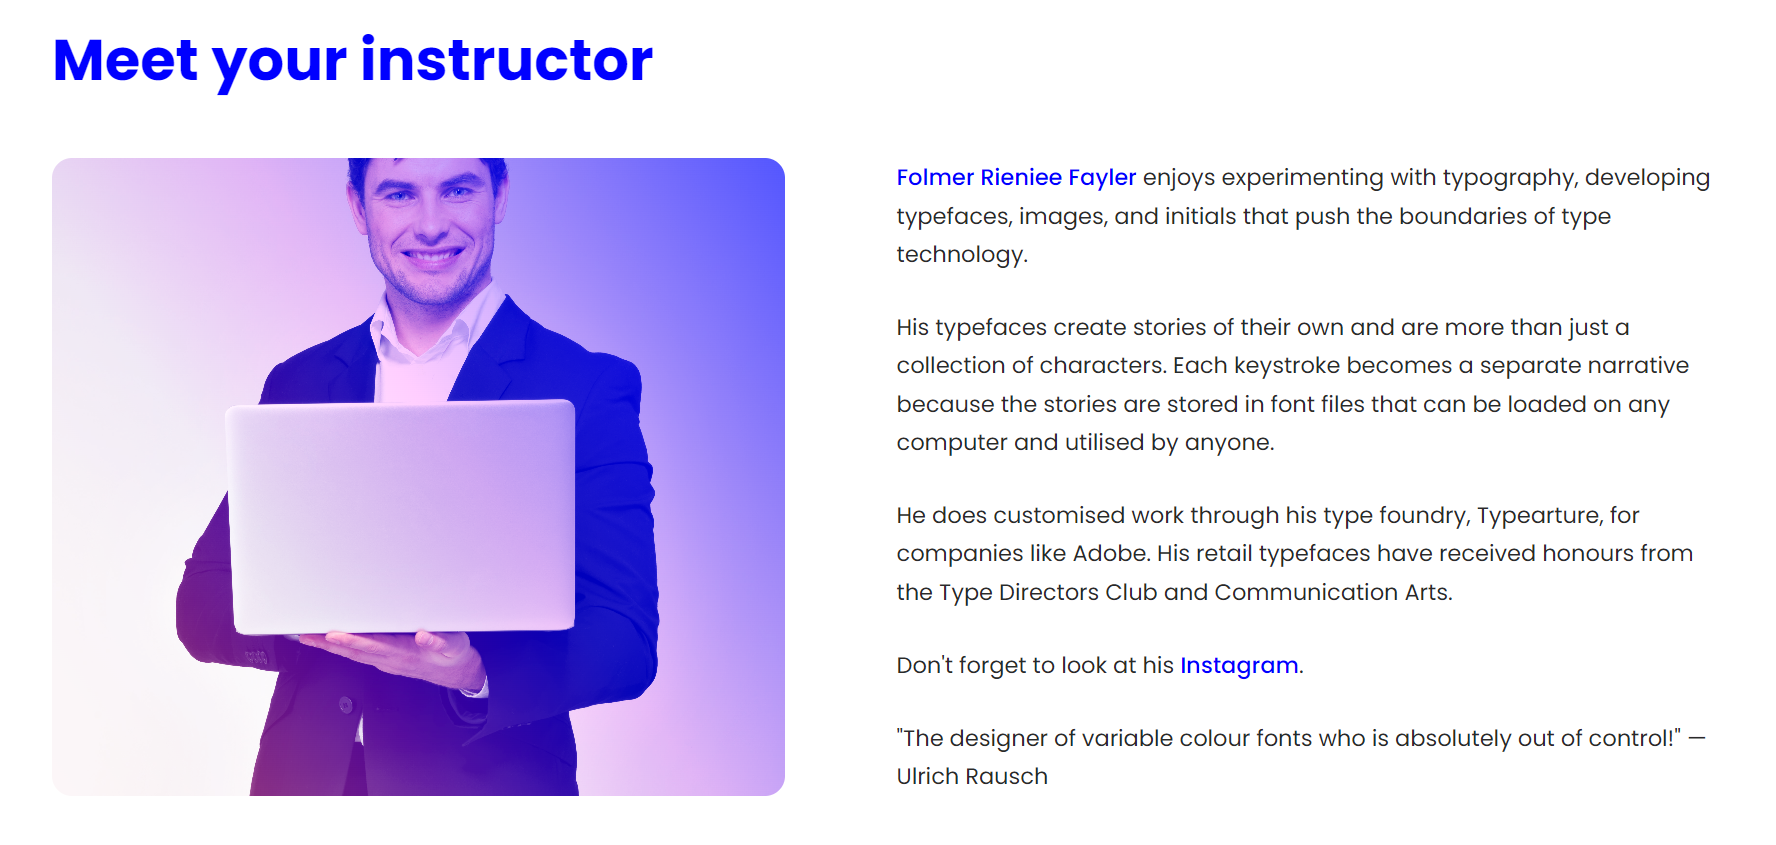 Meet your instructor
Folmer Rieniee Fayler enjoys experimenting with typography, developing
typefaces, images, and initials that push the boundaries of type
technology.
His typefaces create stories of their own and are more than just a
collection of characters. Each keystroke becomes a separate narrative
because the stories are stored in font files that can be loaded on any
computer and utilised by anyone.
He does customised work through his type foundry, Typearture, for
companies like Adobe. His retail typefaces have received honours from
the Type Directors Club and Communication Arts.
Don't forget to look at his Instagram.
"The designer of variable colour fonts who is absolutely out of control!" —
Ulrich Rausch